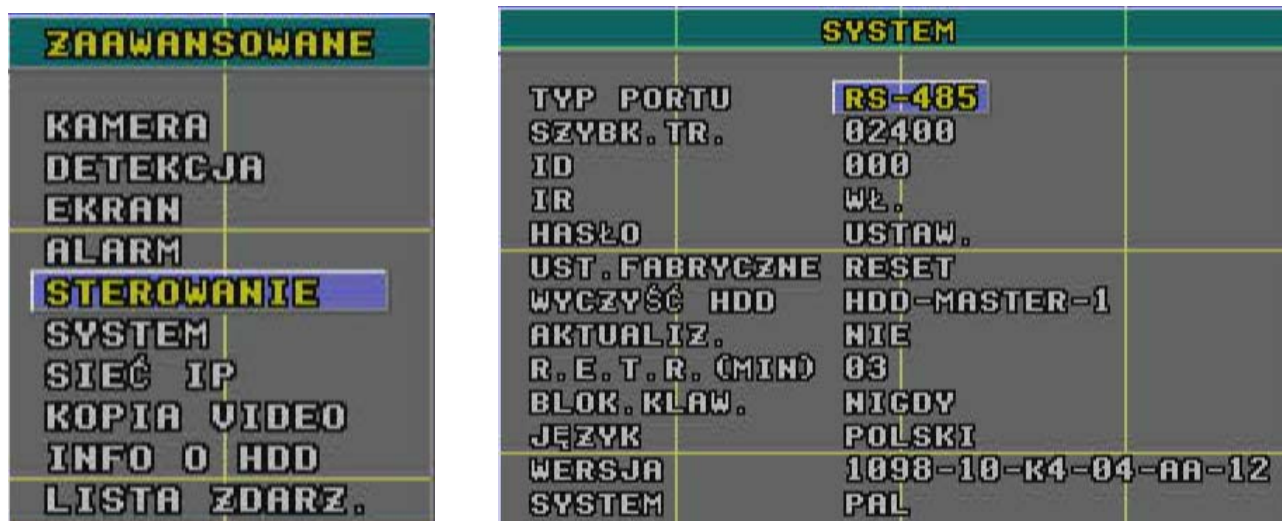 ZAAWANSOWANE
KAMERA
DETEKCJA
EKRAN
ALARM
STEROWANIE
SYSTEM
SIEĆ IP
KOPIA VIDEO
INFO O HDD
LISTA ZDARZ.
SYSTEM
TYP PORTU RS-485
SZYBK.TR. 02400
ID 000
IR WŁ.
HASŁO USTAW.
UST.FABRYCZNE RESET
WYCZYŚĆ HDD HDD-MASTER-1
AKTUALIZ. NIE
R.E.T.R.(MIN) 03
BLOK.KLAW. NIGDY
JĘZYK POLSKI
WERSJA 1098-10-K4-04-AA-12
SYSTEM PAL